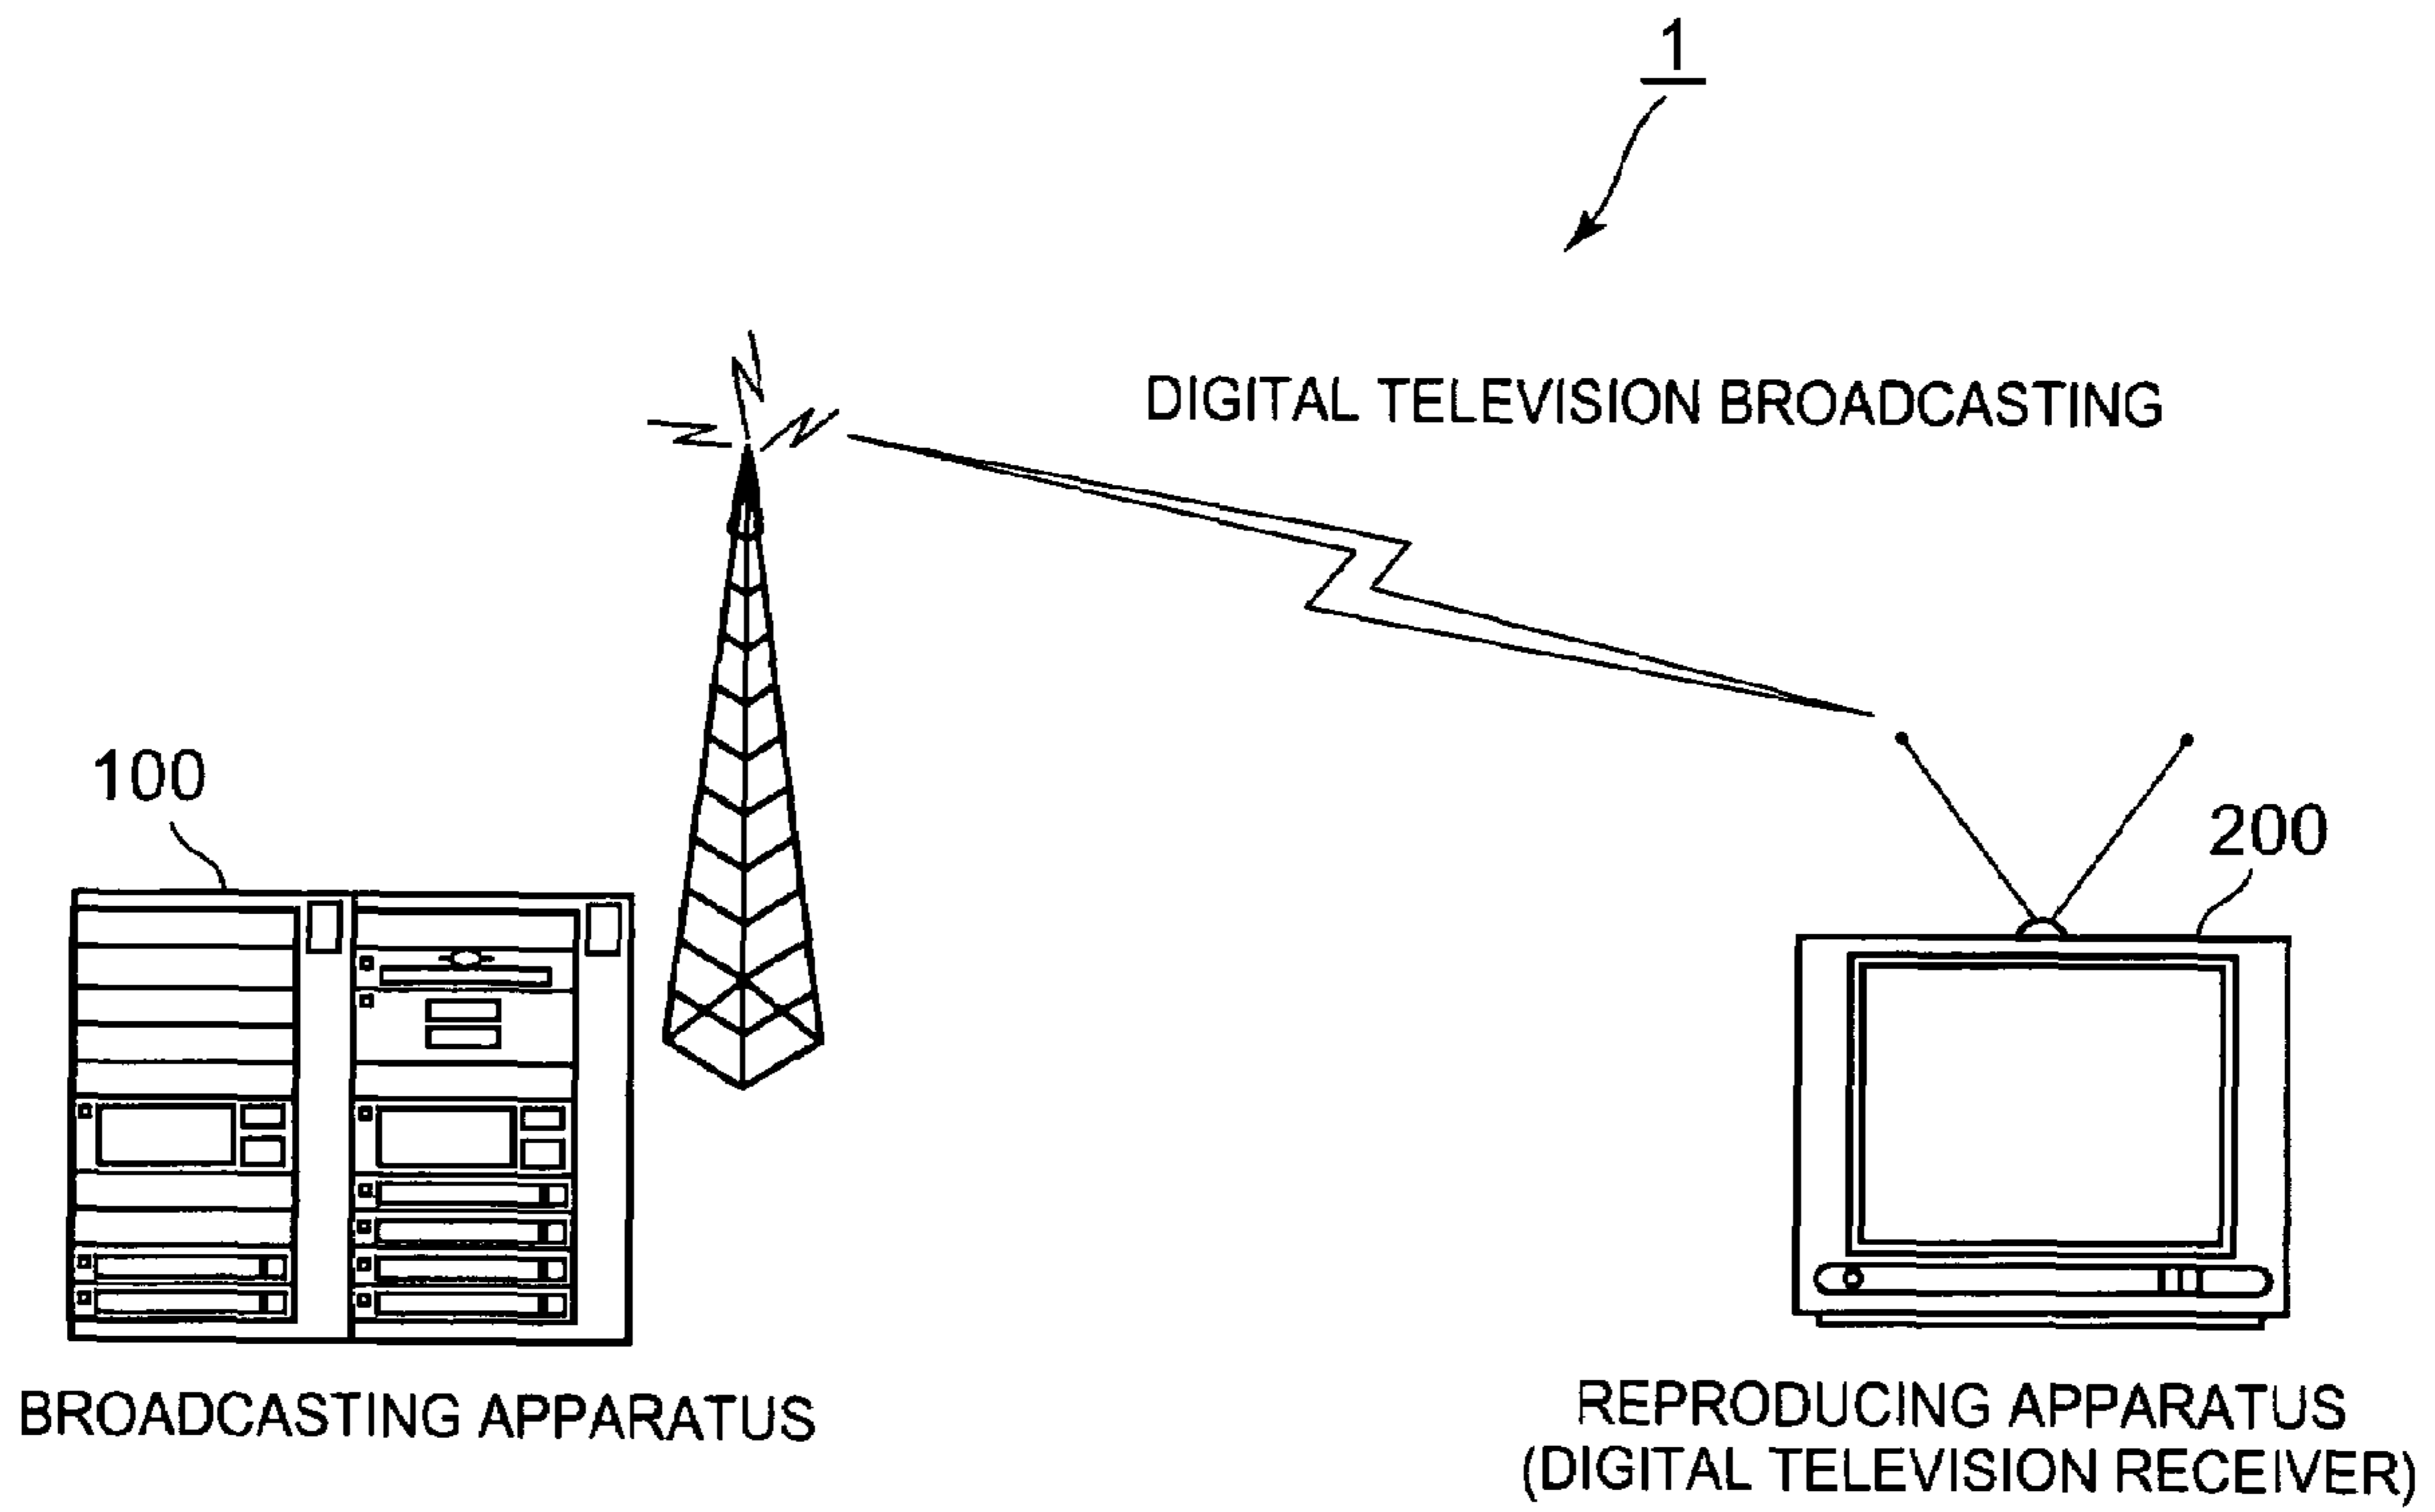 1
DIGITAL TELEVISION BROADCASTING
100
200
BROADCASTING APPARATUS
REPRODUCING APPARATUS
(DIGITAL TELEVISION RECEIVER)